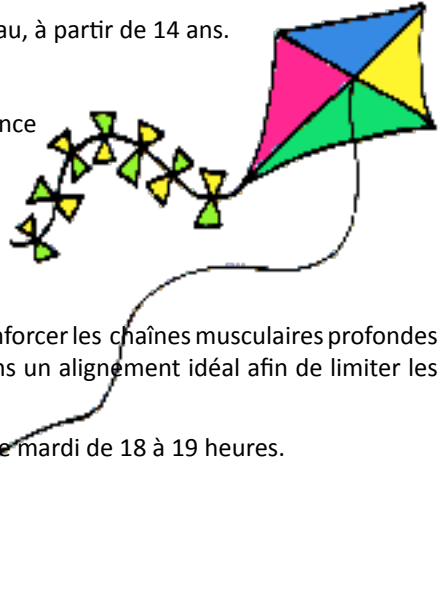 au, à partir de 14 ans.
nce
nforcer les chaînes musculaires profondes
ns un alignement idéal afin de limiter les
e mardi de 18 à 19 heures.